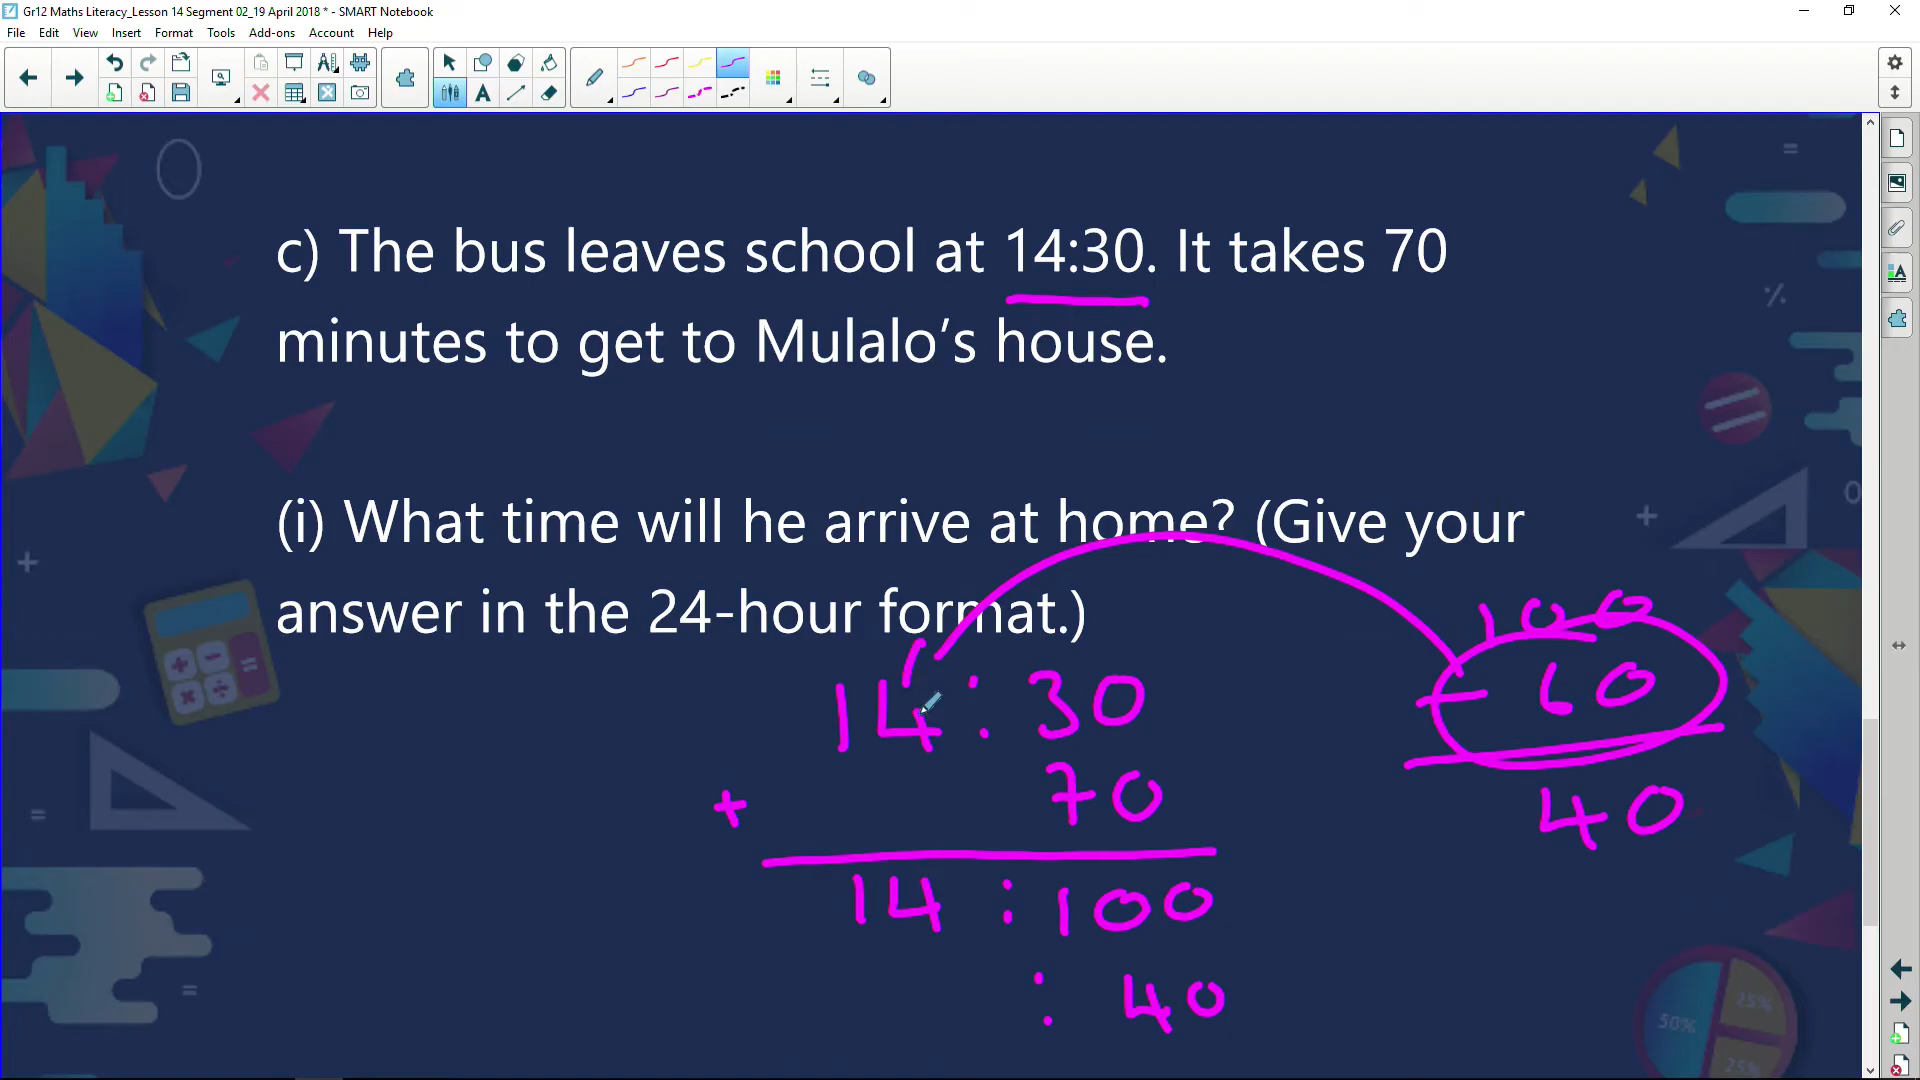 Gr12 Maths Literacy_Lesson 14 Segment 02_19 April 2018 * - SMART Notebook
File Edit View Insert Format Tools Add-ons Account Help
c) The bus leaves school at 14:30. It takes 70
minutes to get to Mulalo’s house.
(i) What time will he arrive at home? (Give your
answer in the 24-hour format.)
14:30
+ 70
14:100
:40
100
- 60
40
50%
25%
25%